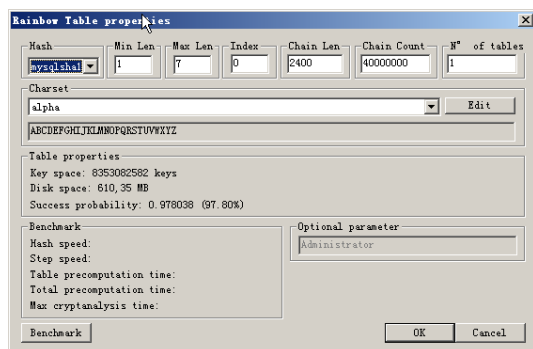 Rainbow Table properties
Hash Min Len Max Len Index Chain Len Chain Count N° of tables
mysqlsha1 1 7 0 2400 40000000 1
Charset
alpha Edit
ABCDEFGHIJKLMNOPQRSTUVWXYZ
Table properties
Key space: 8353082582 keys
Disk space: 610,35 MB
Success probability: 0.978038 (97.80%)
Benchmark
Hash speed:
Step speed:
Table precomputation time:
Total precomputation time:
Max cryptanalysis time:
Optional parameter
Administrator
Benchmark OK Cancel